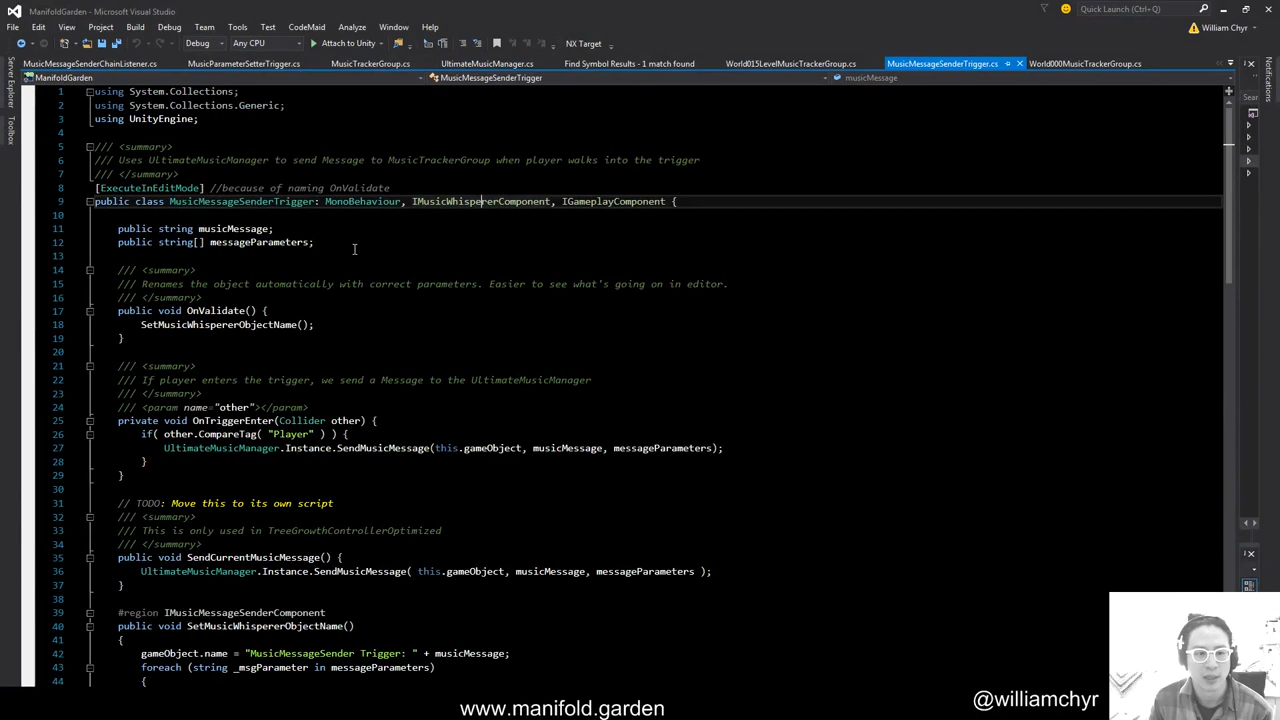 ManifoldGarden - Microsoft Visual Studio
Quick Launch (Ctrl+Q)
File Edit View Project Build Debug Team Tools Test CodeMaid Analyze Window Help
William Chyr
Debug Any CPU Attach to Unity NX Target:
MusicMessageSenderChainListener.cs MusicParameterSetterTrigger.cs MusicTrackerGroup.cs UltimateMusicManager.cs Find Symbol Results - 1 match found World015LevelMusicTrackerGroup.cs MusicMessageSenderTrigger.cs World000MusicTrackerGroup.cs
ManifoldGarden MusicMessageSenderTrigger musicMessage
Server Explorer
Toolbox
Notifications
Sear
1 using System.Collections;
2 using System.Collections.Generic;
3 using UnityEngine;
4
5 /// <summary>
6 /// Uses UltimateMusicManager to send Message to MusicTrackerGroup when player walks into the trigger
7 /// </summary>
8 [ExecuteInEditMode] //because of naming OnValidate
9 public class MusicMessageSenderTrigger: MonoBehaviour, IMusicWhispererComponent, IGameplayComponent {
10
11 public string musicMessage;
12 public string[] messageParameters;
13
14 /// <summary>
15 /// Renames the object automatically with correct parameters. Easier to see what's going on in editor.
16 /// </summary>
17 public void OnValidate() {
18 SetMusicWhispererObjectName();
19 }
20
21 /// <summary>
22 /// If player enters the trigger, we send a Message to the UltimateMusicManager
23 /// </summary>
24 /// <param name="other"></param>
25 private void OnTriggerEnter(Collider other) {
26 if( other.CompareTag( "Player" ) ) {
27 UltimateMusicManager.Instance.SendMusicMessage(this.gameObject, musicMessage, messageParameters);
28 }
29 }
30
31 // TODO: Move this to its own script
32 /// <summary>
33 /// This is only used in TreeGrowthControllerOptimized
34 /// </summary>
35 public void SendCurrentMusicMessage() {
36 UltimateMusicManager.Instance.SendMusicMessage( this.gameObject, musicMessage, messageParameters );
37 }
38
39 #region IMusicMessageSenderComponent
40 public void SetMusicWhispererObjectName()
41 {
42 gameObject.name = "MusicMessageSender Trigger: " + musicMessage;
43 foreach (string _msgParameter in messageParameters)
44 {
www.manifold.garden
@williamchyr